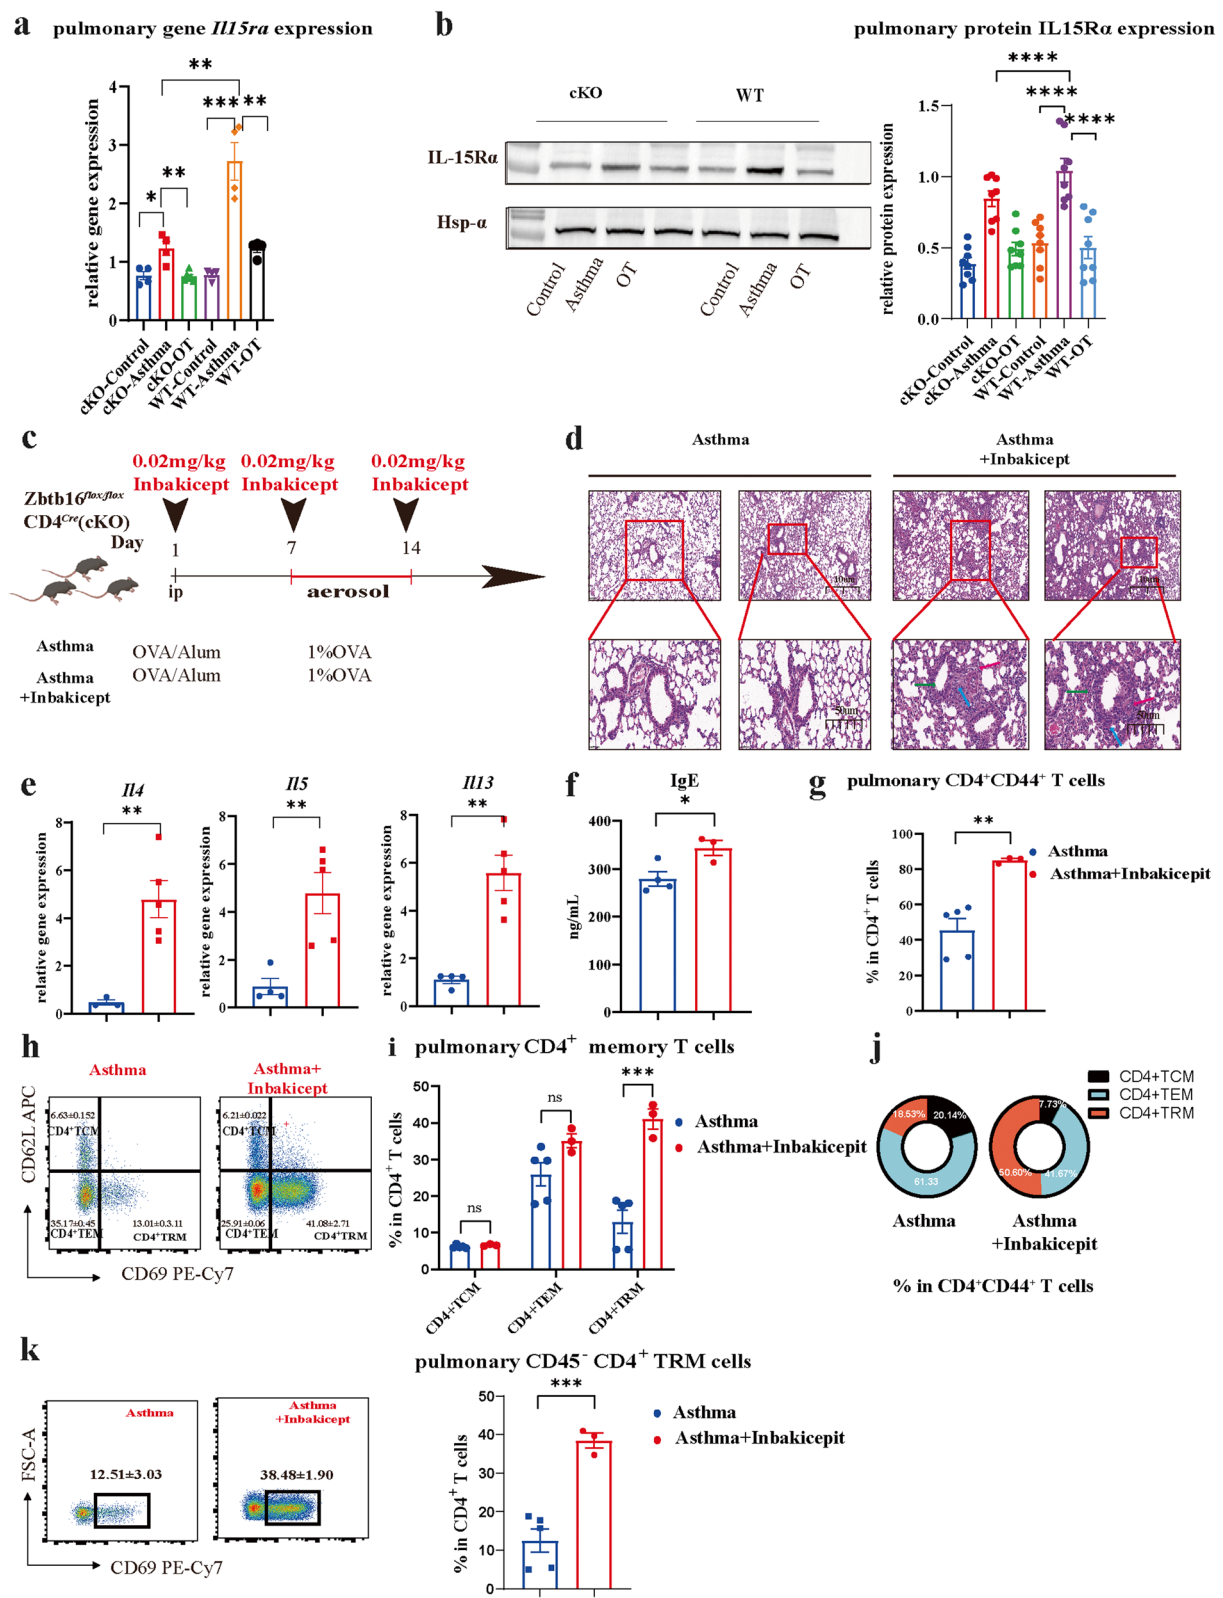 a
pulmonary gene Il15ra expression
relative gene expression
4
3
2
1
0
**
*** **
**
*
cKO-Control
cKO-Asthma
cKO-OT
WT-Control
WT-Asthma
WT-OT
b
cKO
WT
IL-15Rα
Hsp-α
Control
Asthma
OT
Control
Asthma
OT
pulmonary protein IL15Rα expression
relative protein expression
1.5
1.0
0.5
0.0
****
****
****
cKO-Control
cKO-Asthma
cKO-OT
WT-Control
WT-Asthma
WT-OT
c
0.02mg/kg 0.02mg/kg 0.02mg/kg
Inbakicept Inbakicept Inbakicept
Zbtb16flox/flox
CD4Cre(cKO)
Day 1 7 14
ip aerosol
Asthma OVA/Alum 1%OVA
Asthma
+Inbakicept
OVA/Alum 1%OVA
d
Asthma
Asthma
+Inbakicept
10um
10um
50um
50um
e
Il4
**
relative gene expression
8
6
4
2
0
Il5
**
relative gene expression
8
6
4
2
0
Il13
**
relative gene expression
8
6
4
2
0
f
IgE
*
ng/mL
400
300
200
100
0
g
pulmonary CD4+CD44+ T cells
**
% in CD4+ T cells
100
80
60
40
20
0
Asthma
Asthma+Inbakicepit
h
Asthma
Asthma+
Inbakicept
CD62L APC
6.63±0.152
CD4+TCM
35.17±0.45
CD4+TEM
13.01±0.3.11
CD4+TRM
6.21±0.022
CD4+TCM
25.91±0.06
CD4+TEM
41.08±2.71
CD4+TRM
CD69 PE-Cy7
i
pulmonary CD4+ memory T cells
% in CD4+ T cells
50
40
30
20
10
0
ns
ns
***
Asthma
Asthma+Inbakicepit
CD4+TCM
CD4+TEM
CD4+TRM
j
CD4+TCM
CD4+TEM
CD4+TRM
18.53%
20.14%
61.33
7.73%
50.60%
41.67%
Asthma
Asthma
+Inbakicepit
% in CD4+CD44+ T cells
k
Asthma
12.51±3.03
Asthma
+Inbakicept
38.48±1.90
FSC-A
CD69 PE-Cy7
pulmonary CD45- CD4+ TRM cells
***
% in CD4+ T cells
50
40
30
20
10
0
Asthma
Asthma+Inbakicepit